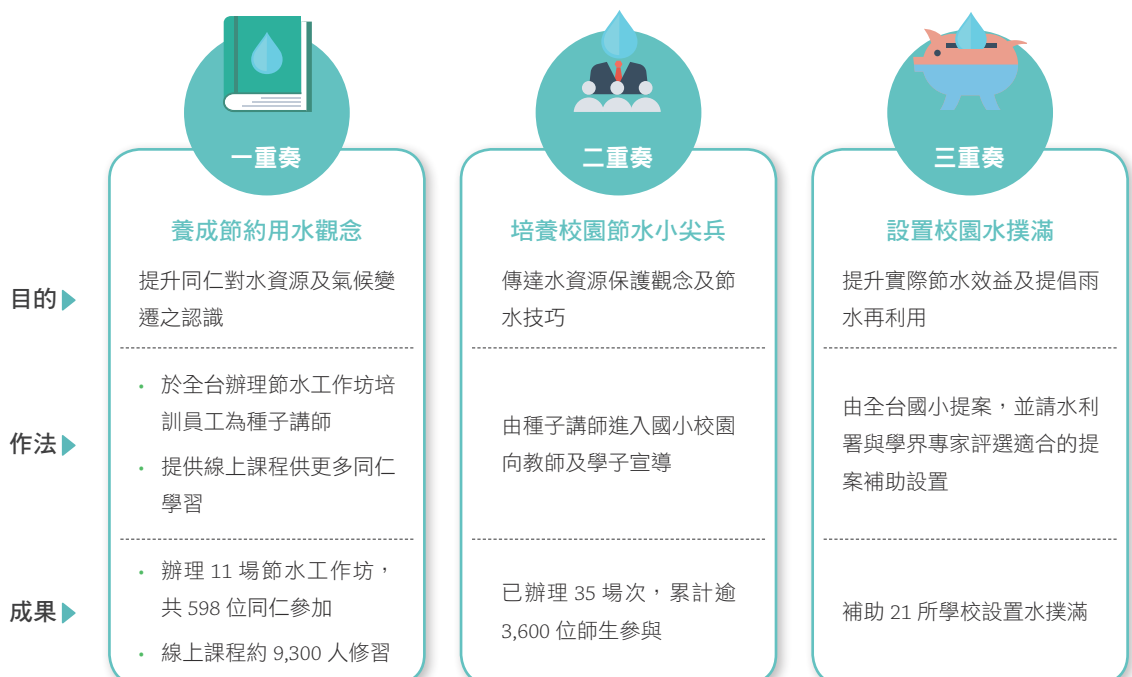 一重奏
養成節約用水觀念
二重奏
培養校園節水小尖兵
三重奏
設置校園水撲滿
目的
提升同仁對水資源及氣候變
遷之認識
傳達水資源保護觀念及節
水技巧
提升實際節水效益及提倡雨
水再利用
作法
• 於全台辦理節水工作坊培
訓員工為種子講師
• 提供線上課程供更多同仁
學習
由種子講師進入國小校園
向教師及學子宣導
由全台國小提案，並請水利
署與學界專家評選適合的提
案補助設置
成果
• 辦理 11 場節水工作坊，
共 598 位同仁參加
• 線上課程約 9,300 人修習
已辦理 35 場次，累計逾
3,600 位師生參與
補助 21 所學校設置水撲滿